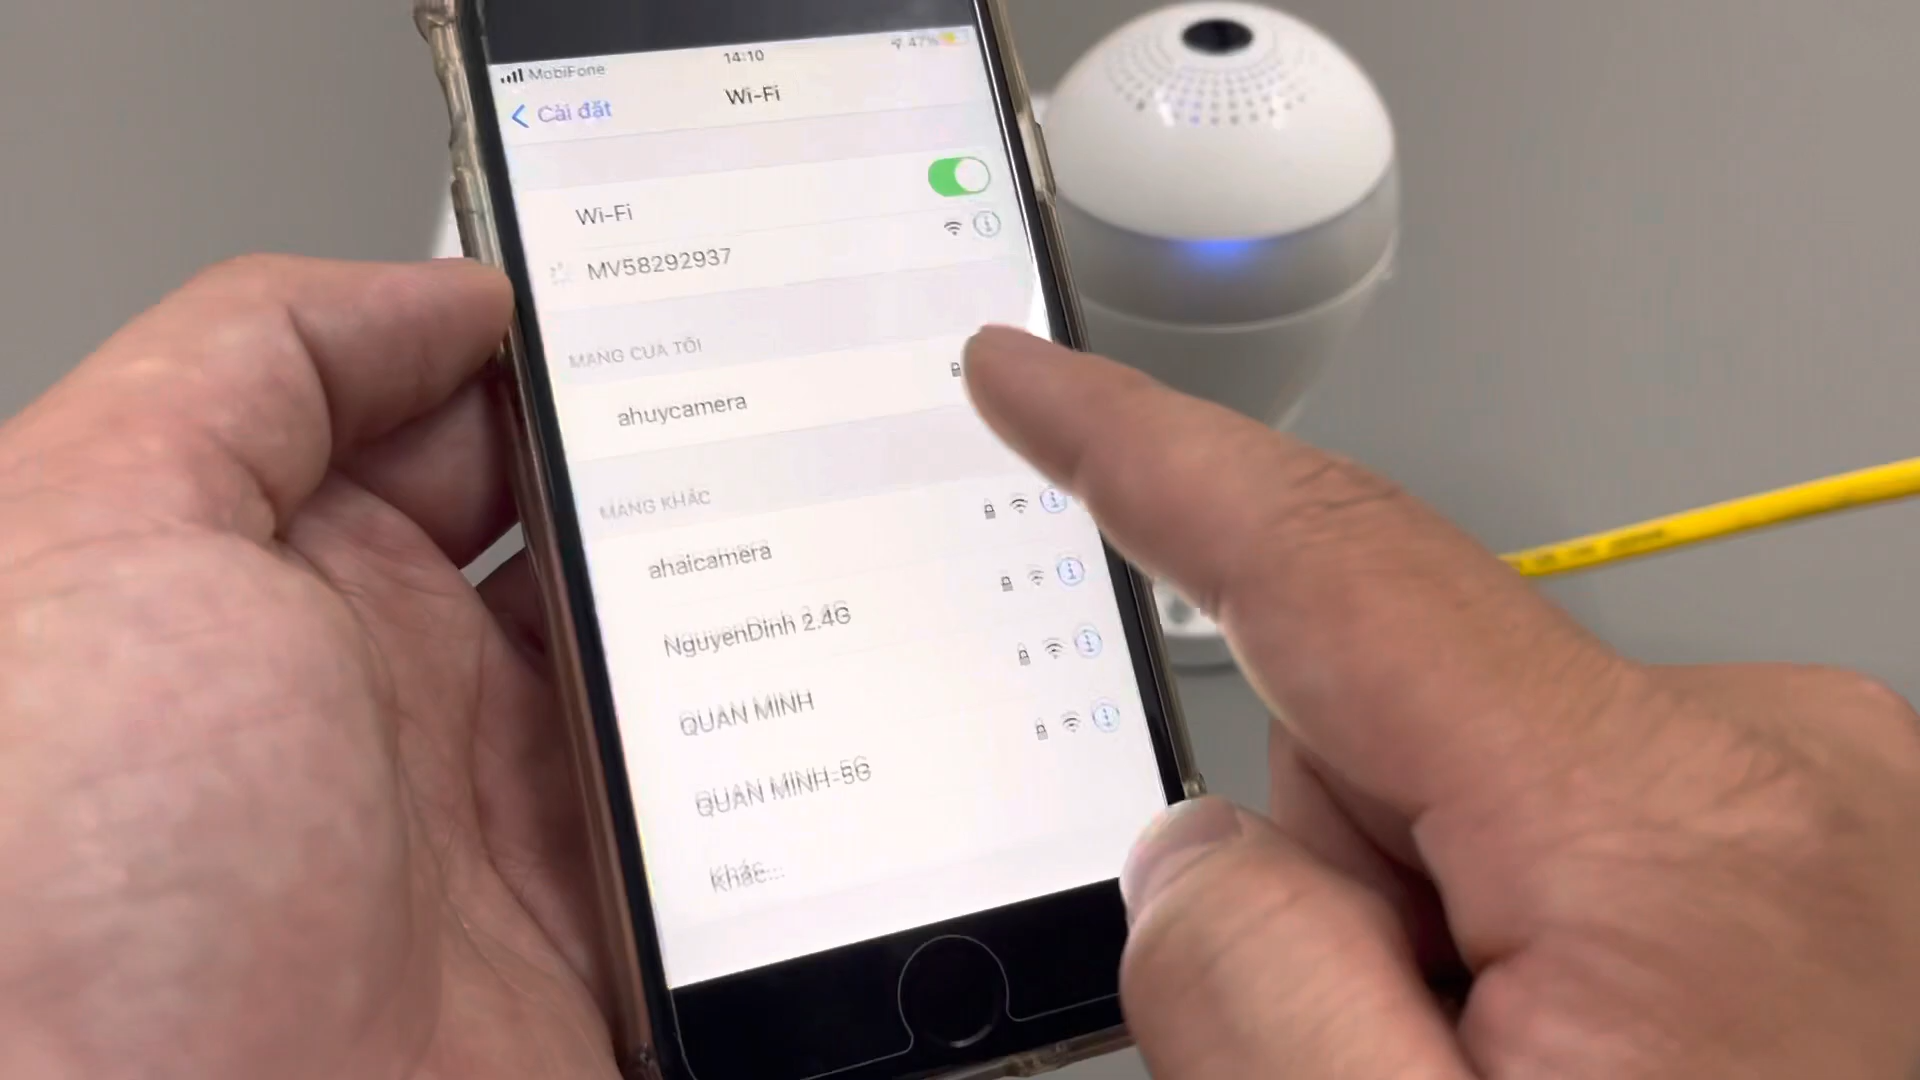 MobiFone
14:10
47%
Cài đặt
Wi-Fi
Wi-Fi
MV58292937
MẠNG CỦA TÔI
ahuycamera
MẠNG KHÁC
ahaicamera
NguyenDinh 2.4G
QUAN MINH
QUAN MINH-5G
Khác...